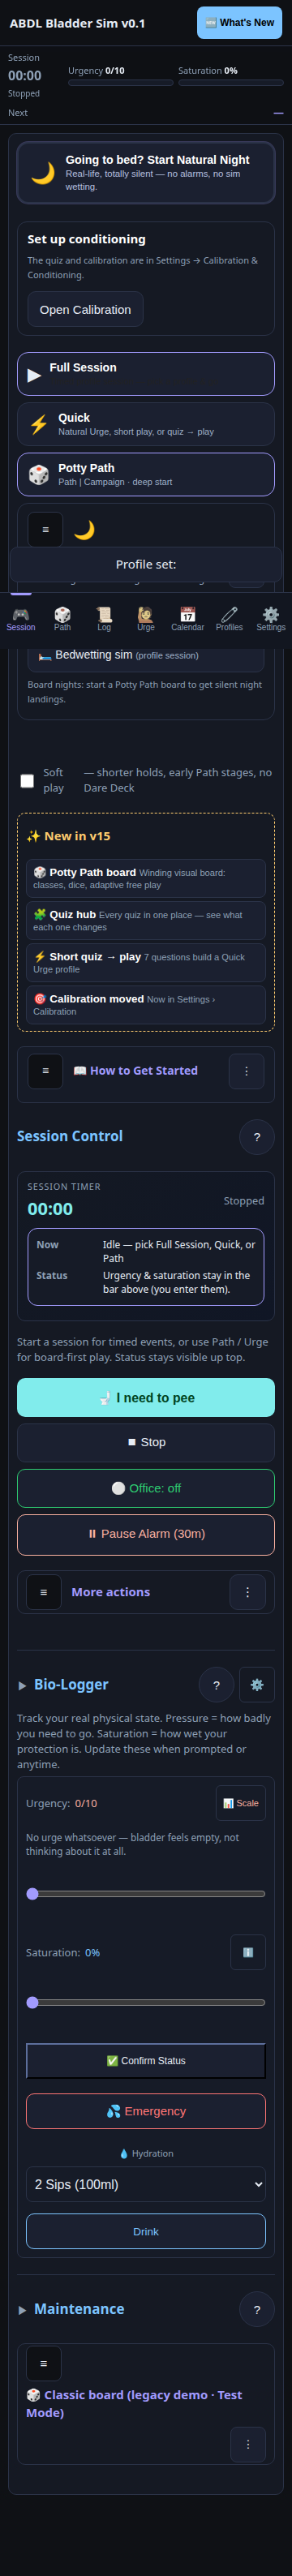 ABDL Bladder Sim v0.1
🆕 What's New
Session
00:00
Stopped
Urgency 0/10
Saturation 0%
Next
—
Going to bed? Start Natural Night
Real-life, totally silent — no alarms, no sim
wetting.
Set up conditioning
The quiz and calibration are in Settings → Calibration &
Conditioning.
Open Calibration
Full Session
Quick
Natural Urge, short play, or quiz → play
Potty Path
Path | Campaign · deep start
Profile set:
Session
Path
Log
Urge
Calendar
Profiles
Settings
Bedwetting sim (profile session)
Board nights: start a Potty Path board to get silent night
landings.
Soft
play
— shorter holds, early Path stages, no
Dare Deck
✨ New in v15
🎲 Potty Path board Winding visual board:
classes, dice, adaptive free play
🧩 Quiz hub Every quiz in one place — see what
each one changes
⚡ Short quiz → play 7 questions build a Quick
Urge profile
🎯 Calibration moved Now in Settings ›
Calibration
📖 How to Get Started
Session Control
?
SESSION TIMER
00:00
Stopped
Now
Idle — pick Full Session, Quick, or
Path
Status
Urgency & saturation stay in the
bar above (you enter them).
Start a session for timed events, or use Path / Urge
for board-first play. Status stays visible up top.
🚽 I need to pee
⏹ Stop
⚪ Office: off
⏸ Pause Alarm (30m)
More actions
Bio-Logger
?
Track your real physical state. Pressure = how badly
you need to go. Saturation = how wet your
protection is. Update these when prompted or
anytime.
Urgency: 0/10
📊 Scale
No urge whatsoever — bladder feels empty, not
thinking about it at all.
Saturation: 0%
ℹ️
✅ Confirm Status
💦 Emergency
💧 Hydration
2 Sips (100ml)
Drink
Maintenance
?
🎲 Classic board (legacy demo · Test
Mode)